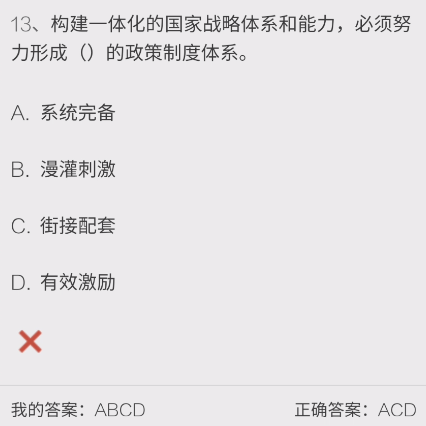 13、构建一体化的国家战略体系和能力，必须努
力形成（）的政策制度体系。
A. 系统完备
B. 漫灌刺激
C. 街接配套
D. 有效激励
我的答案：ABCD 正确答案：ACD